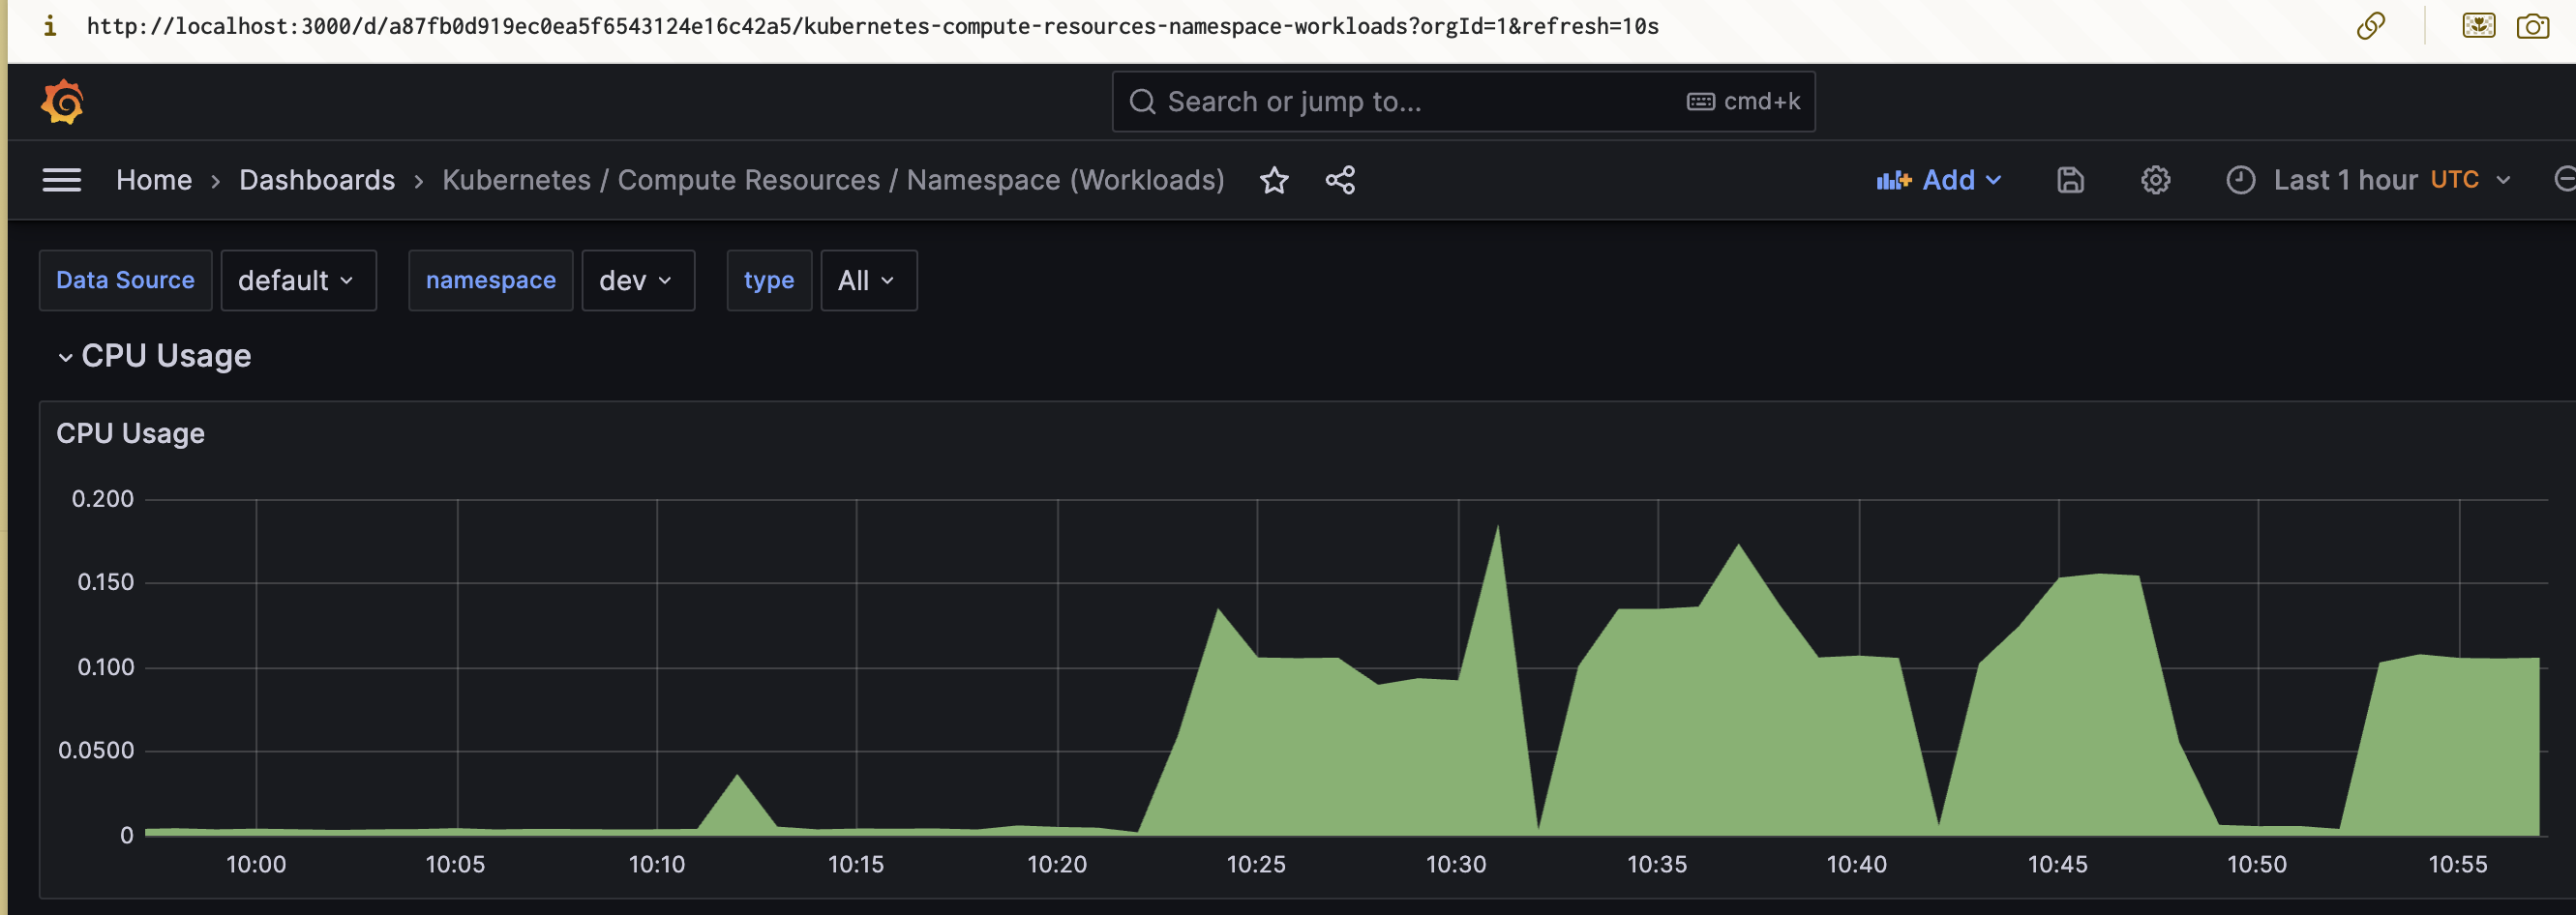 i http://localhost:3000/d/a87fb0d919ec0ea5f6543124e16c42a5/kubernetes-compute-resources-namespace-workloads?orgId=1&refresh=10s
Search or jump to... cmd+k
Home > Dashboards > Kubernetes / Compute Resources / Namespace (Workloads) Add Last 1 hour UTC
Data Source default namespace dev type All
CPU Usage
CPU Usage
0.200
0.150
0.100
0.0500
0
10:00 10:05 10:10 10:15 10:20 10:25 10:30 10:35 10:40 10:45 10:50 10:55